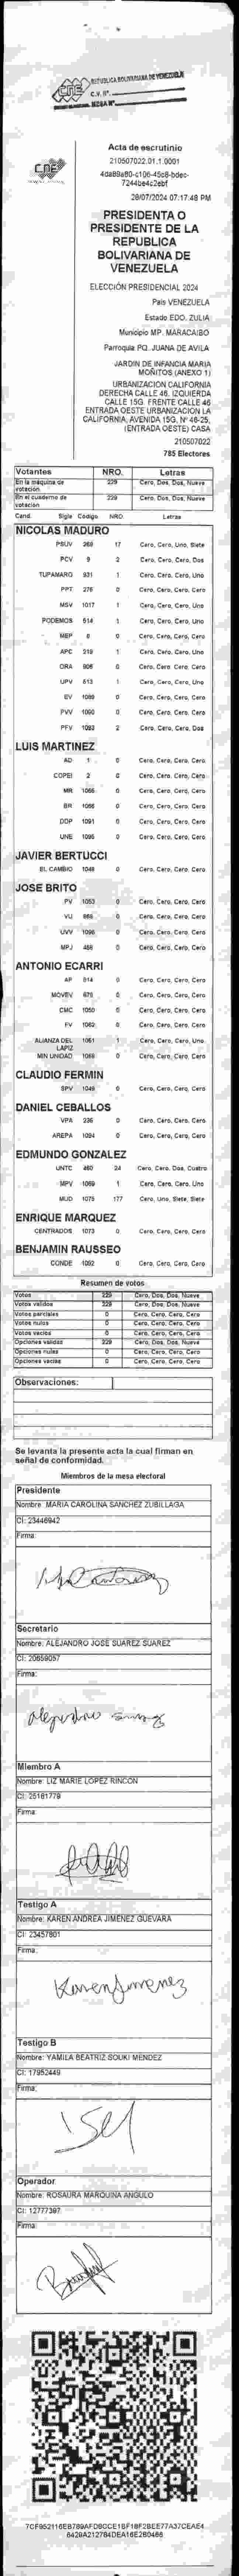 CNE REPUBLICA BOLIVARIANA DE VENEZUELA
C.V. Nº.
MESA Nº
CNE
Acta de escrutinio
210507022.01.1.0001
28/07/2024 07:17:48 PM
PRESIDENTA O
PRESIDENTE DE LA
REPUBLICA
BOLIVARIANA DE
VENEZUELA
ELECCIÓN PRESIDENCIAL 2024
Pais VENEZUELA
Estado EDO. ZULIA
Municipio MP. MARACAIBO
Parroquia PQ. JUANA DE AVILA
JARDIN DE INFANCIA MARIA
MOÑITOS (ANEXO 1)
URBANIZACION CALIFORNIA
DERECHA CALLE 46. IZQUIERDA
CALLE 15G. FRENTE CALLE 46
ENTRADA OESTE URBANIZACION LA
CALIFORNIA, AVENIDA 15G, Nº 46-25,
(ENTRADA OESTE) CASA
210507022
785 Electores
Votantes NRO. Letras
En la máquina de votación 229 Cero, Dos, Dos, Nueve
En el cuaderno de votación 229 Cero, Dos, Dos, Nueve
Cand. Sigla Código NRO. Letras
NICOLAS MADURO
PSUV 268 17 Cero, Cero, Uno, Siete
PCV 9 2 Cero, Cero, Cero, Dos
TUPAMARO 931 1 Cero, Cero, Cero, Uno
PPT 276 0 Cero, Cero, Cero, Cero
MSV 1017 1 Cero, Cero, Cero, Uno
PODEMOS 514 1 Cero, Cero, Cero, Uno
MEP 8 0 Cero, Cero, Cero, Cero
APC 219 1 Cero, Cero, Cero, Uno
ORA 906 0 Cero, Cero, Cero, Cero
UPV 513 1 Cero, Cero, Cero, Uno
EV 1089 0 Cero, Cero, Cero, Cero
PVV 1090 0 Cero, Cero, Cero, Cero
PFV 1093 2 Cero, Cero, Cero, Dos
LUIS MARTINEZ
AD 1 0 Cero, Cero, Cero, Cero
COPEI 2 0 Cero, Cero, Cero, Cero
MR 1066 0 Cero, Cero, Cero, Cero
BR 0 Cero, Cero, Cero, Cero
DDP 1091 0 Cero, Cero, Cero, Cero
UNE 1095 0 Cero, Cero, Cero, Cero
JAVIER BERTUCCI
EL CAMBIO 1049 0 Cero, Cero, Cero, Cero
JOSE BRITO
PV 1053 0 Cero, Cero, Cero, Cero
VU 0 Cero, Cero, Cero, Cero
UVV 1096 0 Cero, Cero, Cero, Cero
MPJ 0 Cero, Cero, Cero, Cero
ANTONIO ECARRI
AP 914 0 Cero, Cero, Cero, Cero
MOVEV 0 Cero, Cero, Cero, Cero
CMC 1050 0 Cero, Cero, Cero, Cero
FV 1062 0 Cero, Cero, Cero, Cero
ALIANZA DEL LAPIZ 1061 1 Cero, Cero, Cero, Uno
MIN UNIDAD 1069 0 Cero, Cero, Cero, Cero
CLAUDIO FERMIN
SPV 1046 0 Cero, Cero, Cero, Cero
DANIEL CEBALLOS
VPA 236 0 Cero, Cero, Cero, Cero
AREPA 1094 0 Cero, Cero, Cero, Cero
EDMUNDO GONZALEZ
UNTC 460 24 Cero, Cero, Dos, Cuatro
MPV 1069 1 Cero, Cero, Cero, Uno
MUD 1075 177 Cero, Uno, Siete, Siete
ENRIQUE MARQUEZ
CENTRADOS 1073 0 Cero, Cero, Cero, Cero
BENJAMIN RAUSSEO
CONDE 1092 0 Cero, Cero, Cero, Cero
Resumen de votos
Votos 229 Cero, Dos, Dos, Nueve
Votos válidos 229 Cero, Dos, Dos, Nueve
Votos parciales 0 Cero, Cero, Cero, Cero
Votos nulos 0 Cero, Cero, Cero, Cero
Votos vacíos 0 Cero, Cero, Cero, Cero
Opciones válidas 229 Cero, Dos, Dos, Nueve
Opciones nulas 0 Cero, Cero, Cero, Cero
Opciones vacías 0 Cero, Cero, Cero, Cero
Observaciones:
Se levanta la presente acta la cual firman en
señal de conformidad.
Miembros de la mesa electoral
Presidente
Nombre: MARIA CAROLINA SANCHEZ ZUBILLAGA
CI: 23446942
Firma:
Secretario
Nombre: ALEJANDRO JOSE SUAREZ SUAREZ
CI: 20659057
Firma:
Alejandro Suarez
Miembro A
Nombre: LIZ MARIE LOPEZ RINCON
CI: 25181779
Firma:
Testigo A
Nombre: KAREN ANDREA JIMENEZ GUEVARA
CI: 23457801
Firma:
Karen Jimenez
Testigo B
Nombre: YAMILA BEATRIZ SOUKI MENDEZ
CI: 17952449
Firma:
Operador
Nombre: ROSAURA MARQUINA ANGULO
CI: 12777397
Firma: